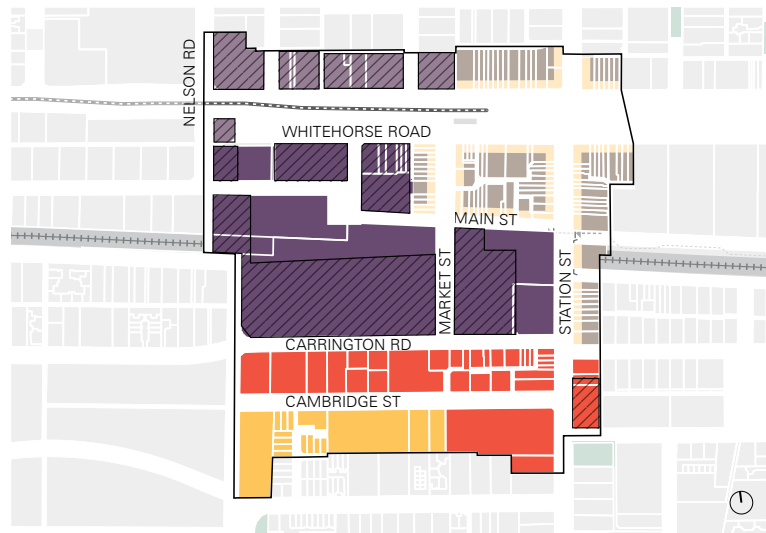 NELSON RD
WHITEHORSE ROAD
MAIN ST
MARKET ST
STATION ST
CARRINGTON RD
CAMBRIDGE ST